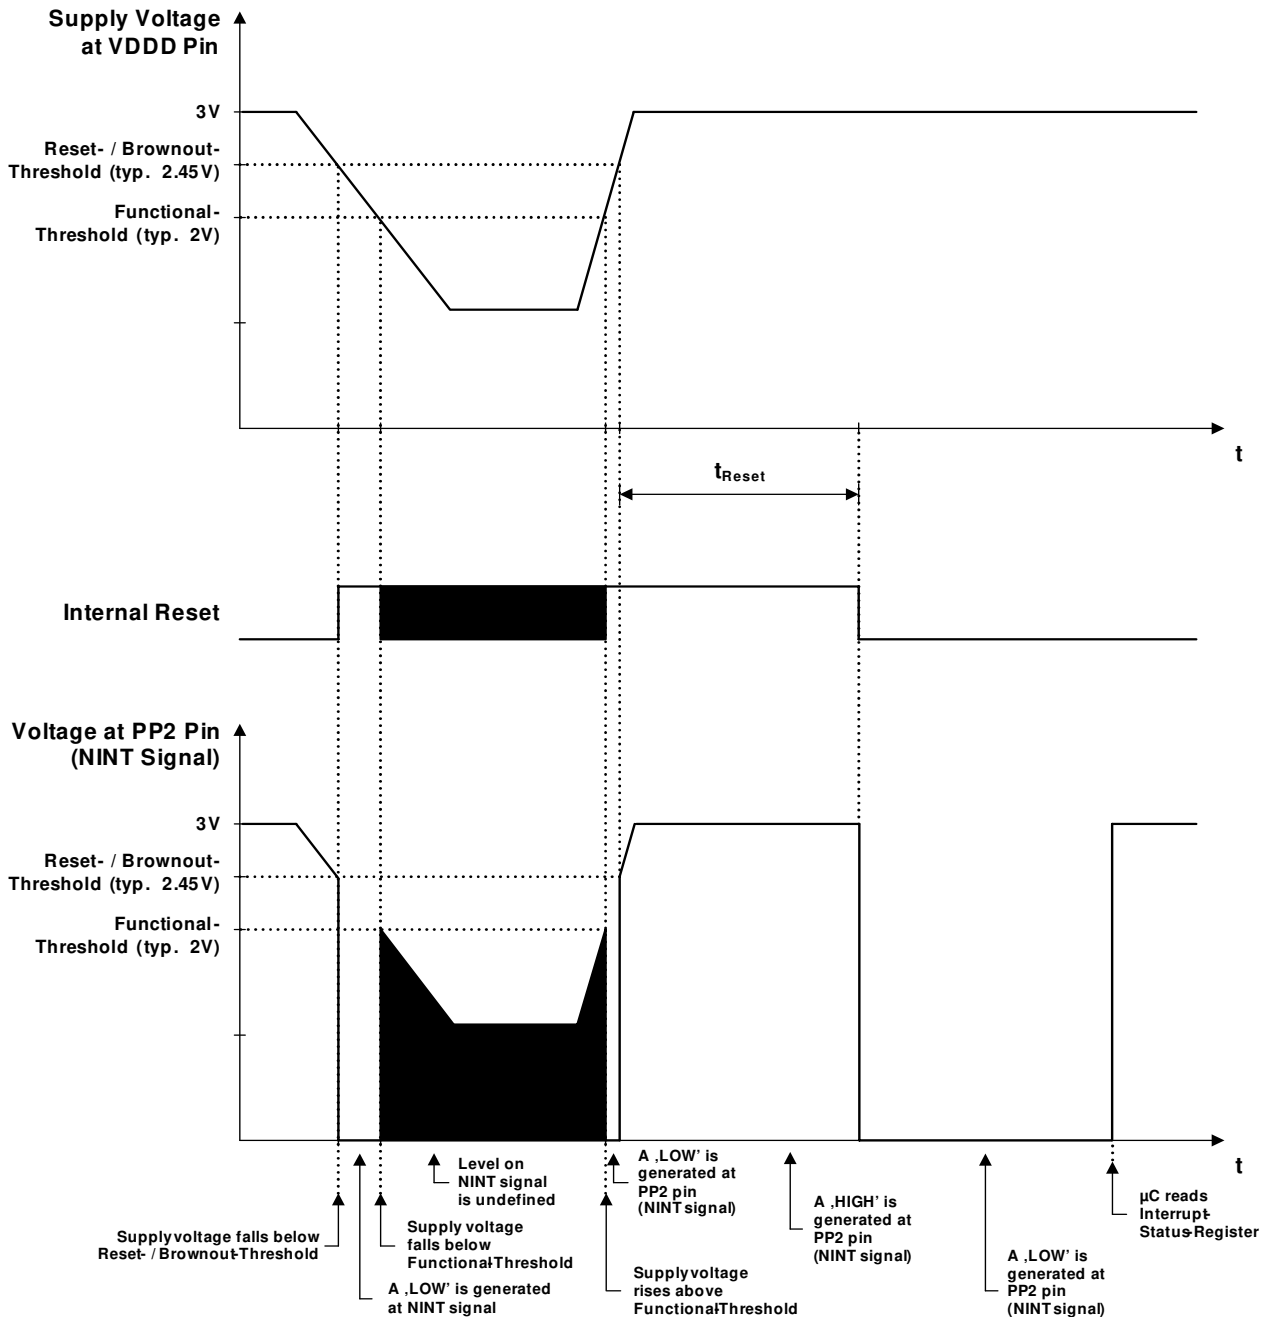 Supply Voltage
at VDDD Pin
3V
Reset- / Brownout-
Threshold (typ. 2.45V)
Functional-
Threshold (typ. 2V)
t
tReset
Internal Reset
Voltage at PP2 Pin
(NINT Signal)
3V
Reset- / Brownout-
Threshold (typ. 2.45V)
Functional-
Threshold (typ. 2V)
t
Level on
NINT signal
is undefined
A ‚LOW' is
generated at
PP2 pin
(NINT signal)
A ‚HIGH' is
generated at
PP2 pin
(NINT signal)
µC reads
Interrupt-
Status-Register
Supply voltage falls below
Reset- / Brownout-Threshold
Supply voltage
falls below
Functional-Threshold
A ‚LOW' is generated
at NINT signal
Supply voltage
rises above
Functional-Threshold
A ‚LOW' is
generated at
PP2 pin
(NINT signal)